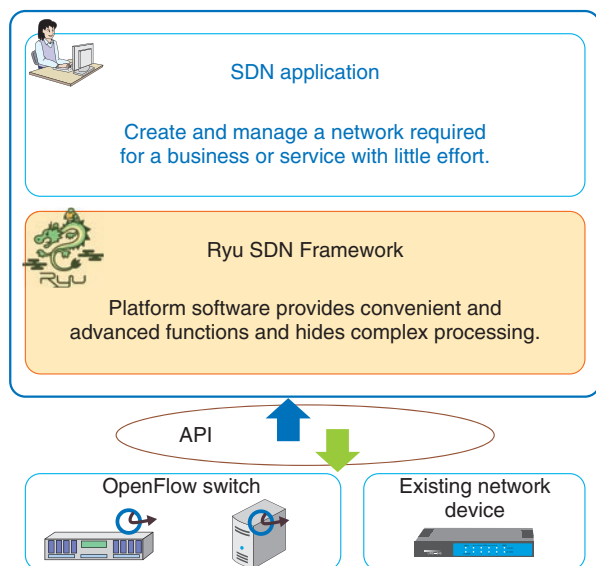 SDN application
Create and manage a network required
for a business or service with little effort.
Ryu SDN Framework
RYU
Platform software provides convenient and
advanced functions and hides complex processing.
API
OpenFlow switch
Existing network
device